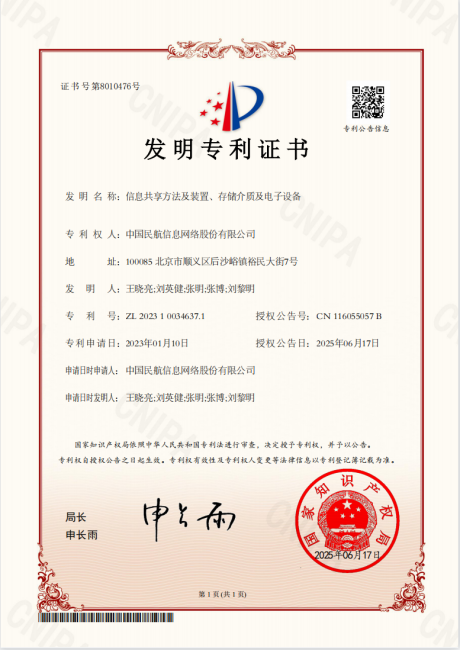 证书号第8010476号
专利公告信息
发明专利证书
发 明 名 称：信息共享方法及装置、存储介质及电子设备
专 利 权 人：中国民航信息网络股份有限公司
地 址：100085 北京市顺义区后沙峪镇裕民大街7号
发 明 人：王晓亮;刘英健;张明;张博;刘黎明
专 利 号：ZL 2023 1 0034637.1 授权公告号：CN 116055057 B
专利申请日：2023年01月10日 授权公告日：2025年06月17日
申请日时申请人：中国民航信息网络股份有限公司
申请日时发明人：王晓亮;刘英健;张明;张博;刘黎明
国家知识产权局依照中华人民共和国专利法进行审查，决定授予专利权，并予以公告。
专利权自授权公告之日起生效。专利权有效性及专利权人变更等法律信息以专利登记簿记载为准。
局长
申长雨
申长雨
国家知识产权局
2025年06月17日
第 1 页 (共 1 页)
CNIPA
CNIPA
CNIPA
CNIPA
CNIPA
CNIPA